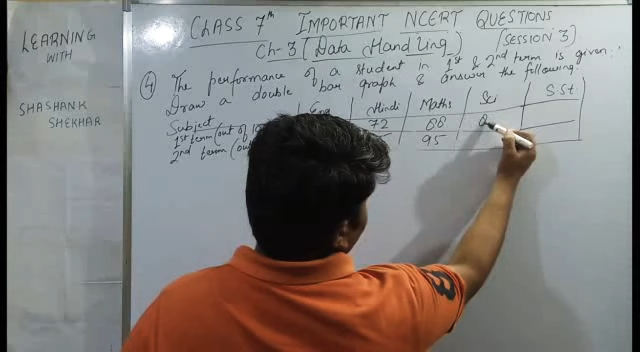 LEARNING
WITH
SHASHANK
SHEKHAR
CLASS 7th IMPORTANT NCERT QUESTIONS
Ch-3 (Data Handling) (SESSION 3)
④ The performance of a student in 1st & 2nd term is given.
Draw a double bar graph & answer the following.
Subject Eng Hindi Maths Sci S.St
1st term (out of 72 88
2nd term (out 95